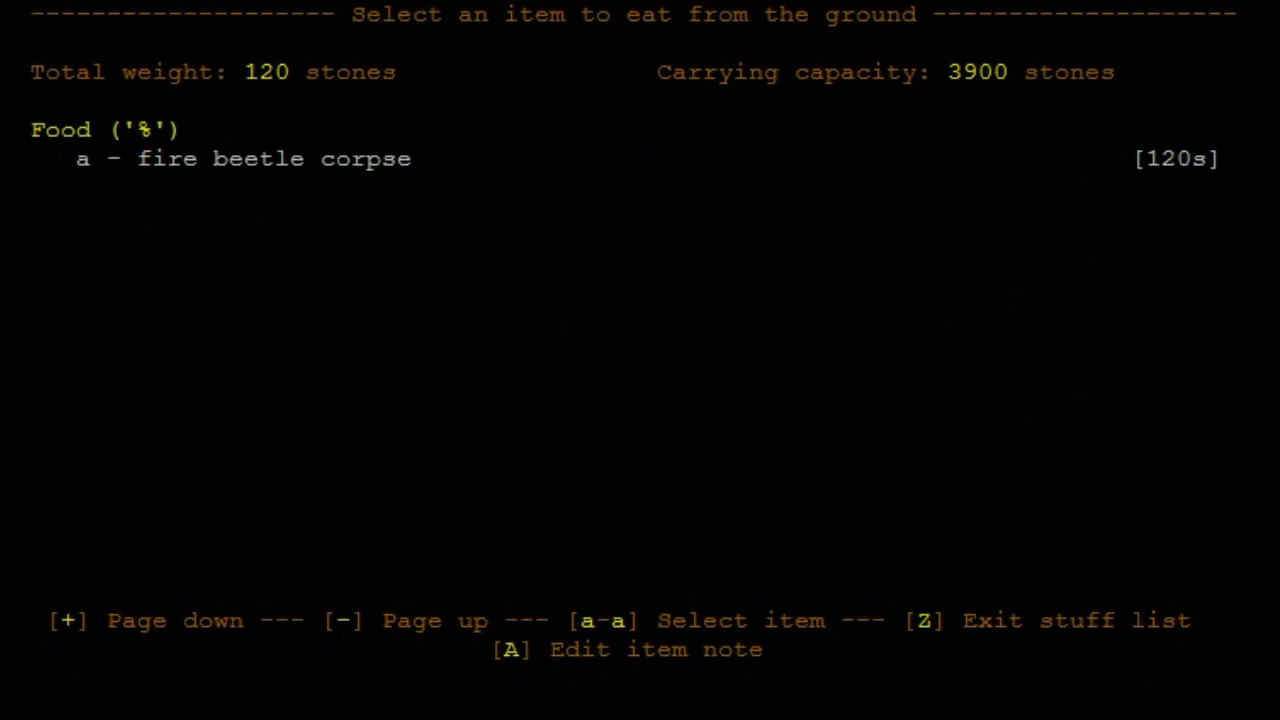 -------------------- Select an item to eat from the ground --------------------
Total weight: 120 stones Carrying capacity: 3900 stones
Food ('%')
a - fire beetle corpse [120s]
[+] Page down --- [-] Page up --- [a-a] Select item --- [Z] Exit stuff list
[A] Edit item note